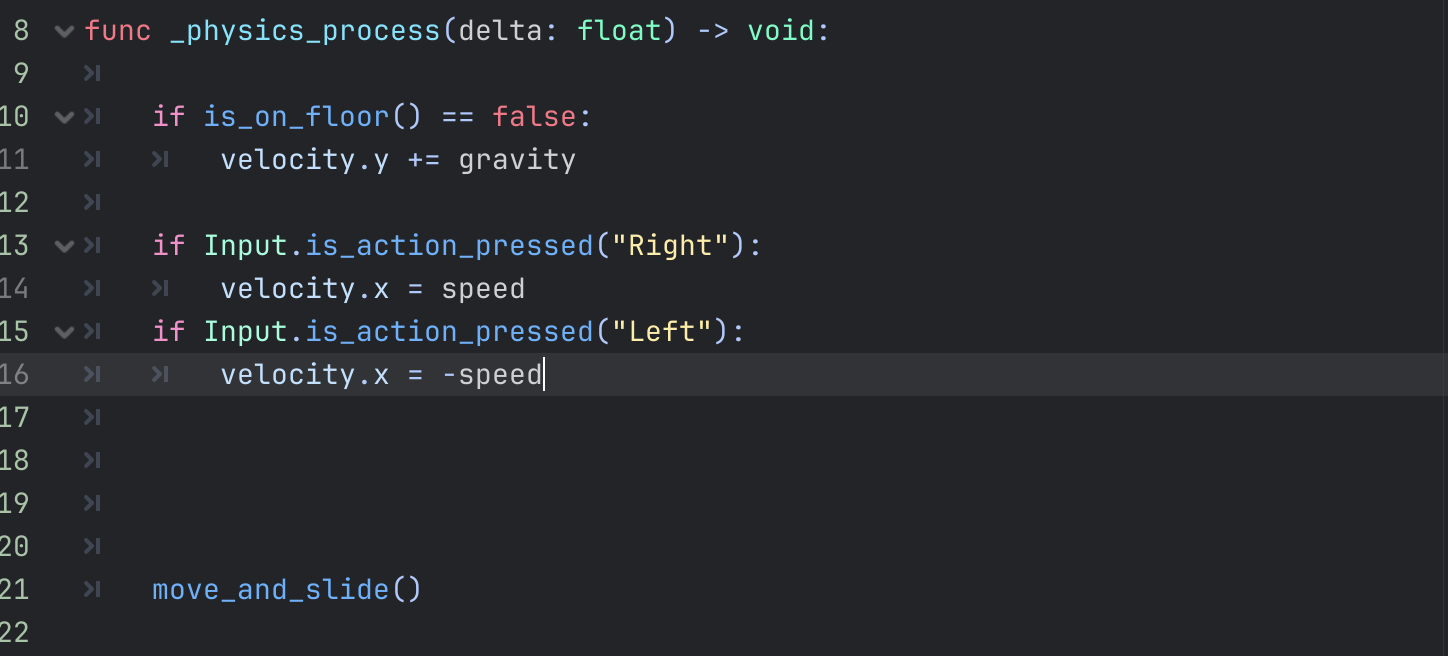 8 func _physics_process(delta: float) -> void:
9
10 if is_on_floor() == false:
11 velocity.y += gravity
12
13 if Input.is_action_pressed("Right"):
14 velocity.x = speed
15 if Input.is_action_pressed("Left"):
16 velocity.x = -speed
17
18
19
20
21 move_and_slide()
22